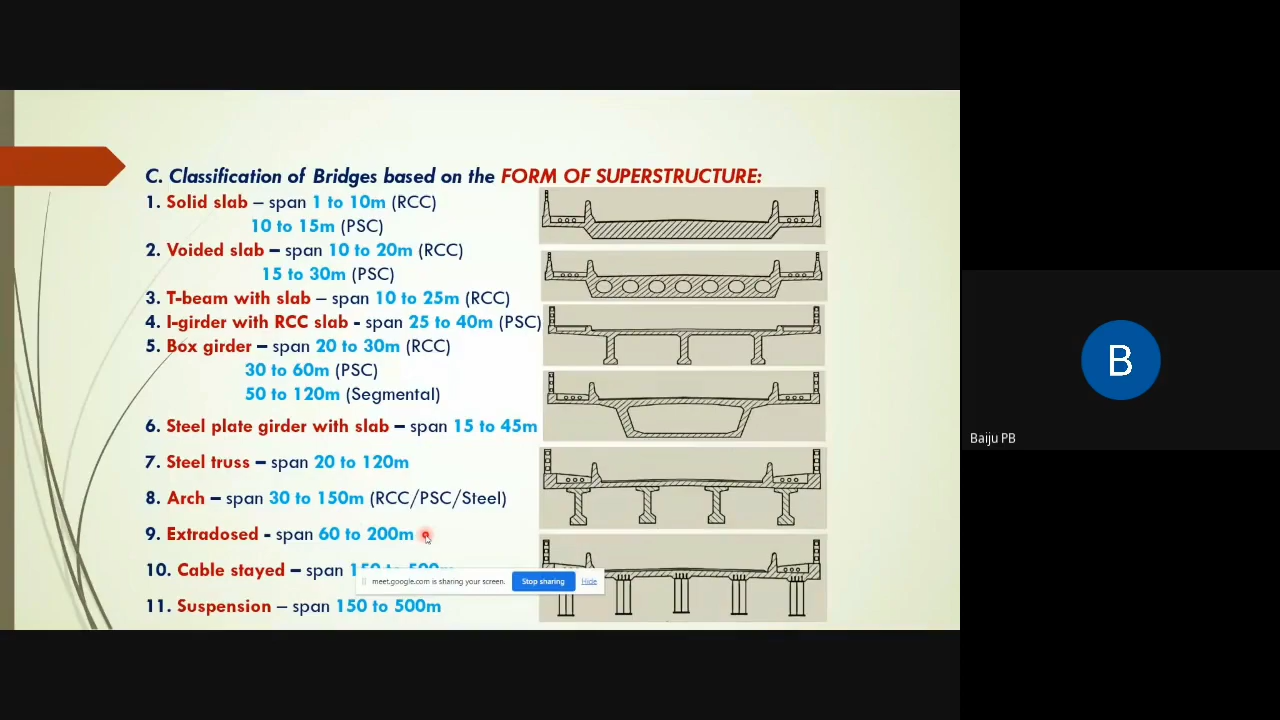 C. Classification of Bridges based on the FORM OF SUPERSTRUCTURE:
1. Solid slab – span 1 to 10m (RCC)
10 to 15m (PSC)
2. Voided slab – span 10 to 20m (RCC)
15 to 30m (PSC)
3. T-beam with slab – span 10 to 25m (RCC)
4. I-girder with RCC slab - span 25 to 40m (PSC)
5. Box girder – span 20 to 30m (RCC)
30 to 60m (PSC)
50 to 120m (Segmental)
6. Steel plate girder with slab – span 15 to 45m
7. Steel truss – span 20 to 120m
8. Arch – span 30 to 150m (RCC/PSC/Steel)
9. Extradosed - span 60 to 200m
10. Cable stayed – span 150 to 500m
meet.google.com is sharing your screen. Stop sharing Hide
11. Suspension – span 150 to 500m
B
Baiju PB